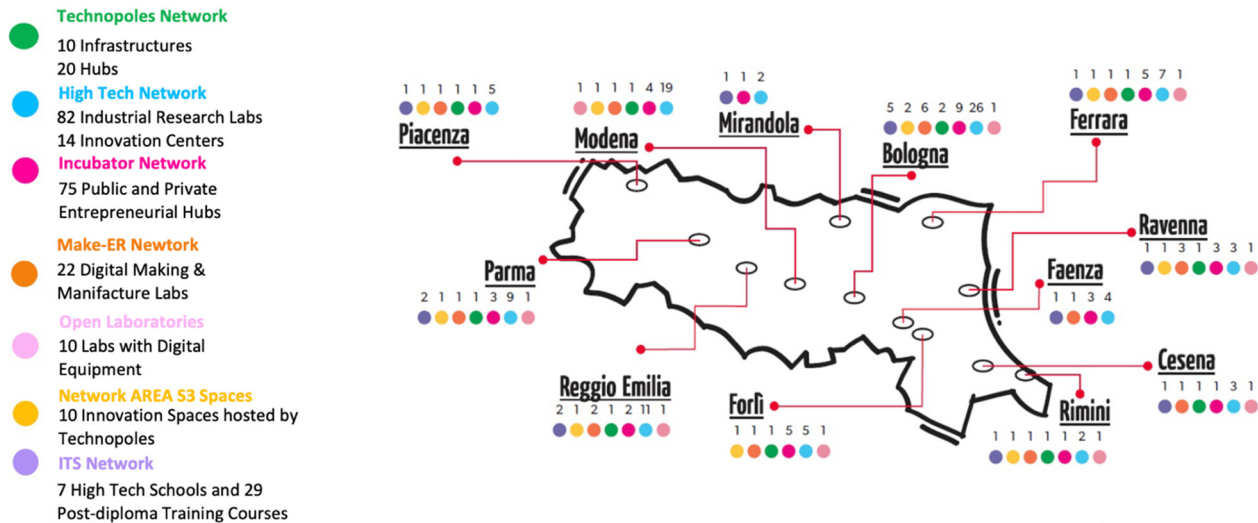 Technopoles Network
10 Infrastructures
20 Hubs
High Tech Network
82 Industrial Research Labs
14 Innovation Centers
Incubator Network
75 Public and Private
Entrepreneurial Hubs
Make-ER Newtork
22 Digital Making &
Manifacture Labs
Open Laboratories
10 Labs with Digital
Equipment
Network AREA S3 Spaces
10 Innovation Spaces hosted by
Technopoles
ITS Network
7 High Tech Schools and 29
Post-diploma Training Courses
1 1 1 1 1 5
Piacenza
1 1 1 1 4 19
Modena
1 1 2
Mirandola
5 2 6 2 9 26 1
Bologna
1 1 1 1 5 7 1
Ferrara
Ravenna
1 1 3 1 3 3 1
Faenza
1 1 3 4
Parma
2 1 1 1 3 9 1
Cesena
1 1 1 1 3 1
Reggio Emilia
2 1 2 1 2 11 1
Forlì
1 1 1 5 5 1
Rimini
1 1 1 1 1 2 1